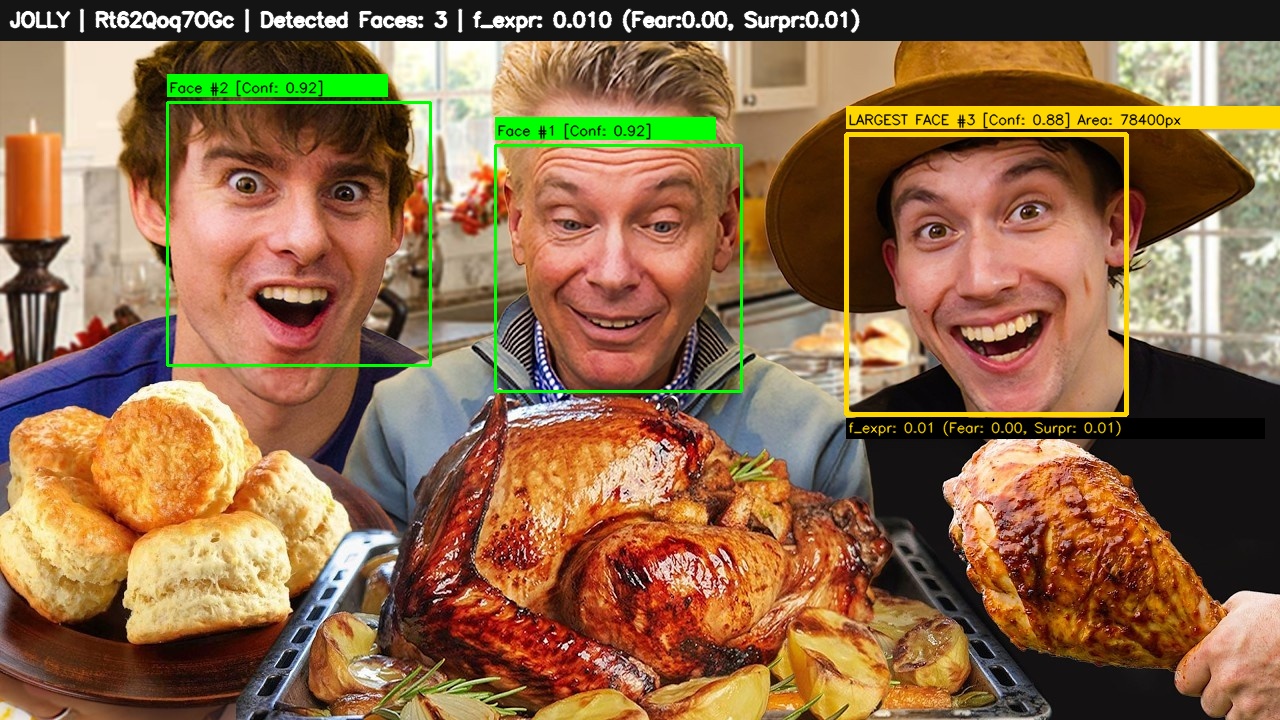 JOLLY | Rt62Qoq7OGc | Detected Faces: 3 | f_expr: 0.010 (Fear:0.00, Surpr:0.01)
Face #2 [Conf: 0.92]
Face #1 [Conf: 0.92]
LARGEST FACE #3 [Conf: 0.88] Area: 78400px
f_expr: 0.01 (Fear: 0.00, Surpr: 0.01)